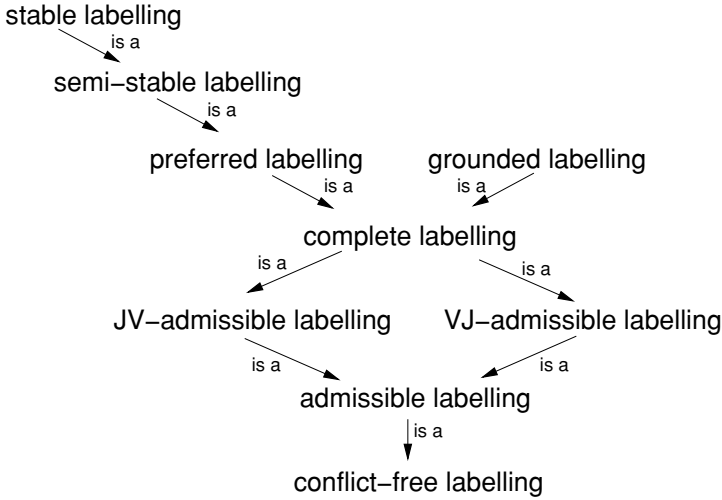 stable labelling
is a
semi−stable labelling
is a
preferred labelling
grounded labelling
is a
is a
complete labelling
is a
is a
JV−admissible labelling
VJ−admissible labelling
is a
is a
admissible labelling
is a
conflict−free labelling